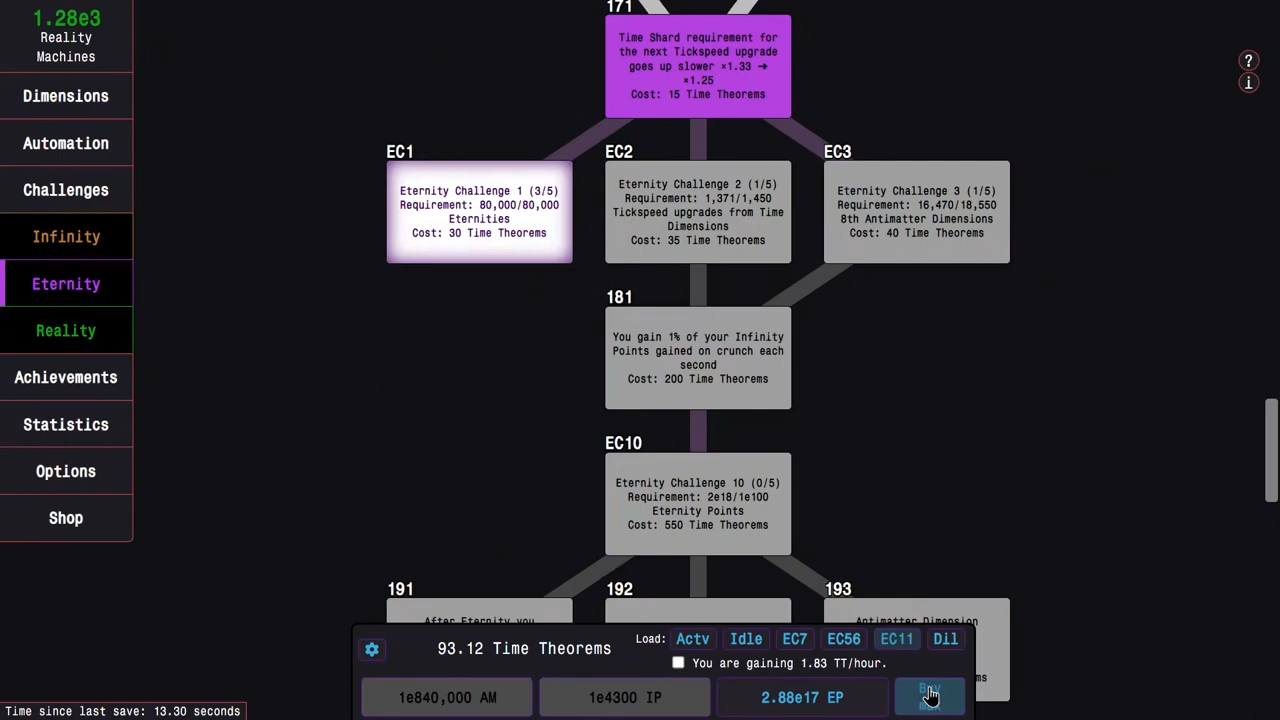 1.28e3
Reality
Machines
Dimensions
Automation
Challenges
Infinity
Eternity
Reality
Achievements
Statistics
Options
Shop
Time since last save: 13.30 seconds
171
Time Shard requirement for
the next Tickspeed upgrade
goes up slower ×1.33 ➜
×1.25
Cost: 15 Time Theorems
EC1
Eternity Challenge 1 (3/5)
Requirement: 80,000/80,000
Eternities
Cost: 30 Time Theorems
EC2
Eternity Challenge 2 (1/5)
Requirement: 1,371/1,450
Tickspeed upgrades from Time
Dimensions
Cost: 35 Time Theorems
EC3
Eternity Challenge 3 (1/5)
Requirement: 16,470/18,550
8th Antimatter Dimensions
Cost: 40 Time Theorems
181
You gain 1% of your Infinity
Points gained on crunch each
second
Cost: 200 Time Theorems
EC10
Eternity Challenge 10 (0/5)
Requirement: 2e18/1e100
Eternity Points
Cost: 550 Time Theorems
191
After Eternity you
192
193
Antimatter Dimension
ms
93.12 Time Theorems
Load: Actv Idle EC7 EC56 EC11 Dil
You are gaining 1.83 TT/hour.
1e840,000 AM
1e4300 IP
2.88e17 EP
Buy
max
?
i